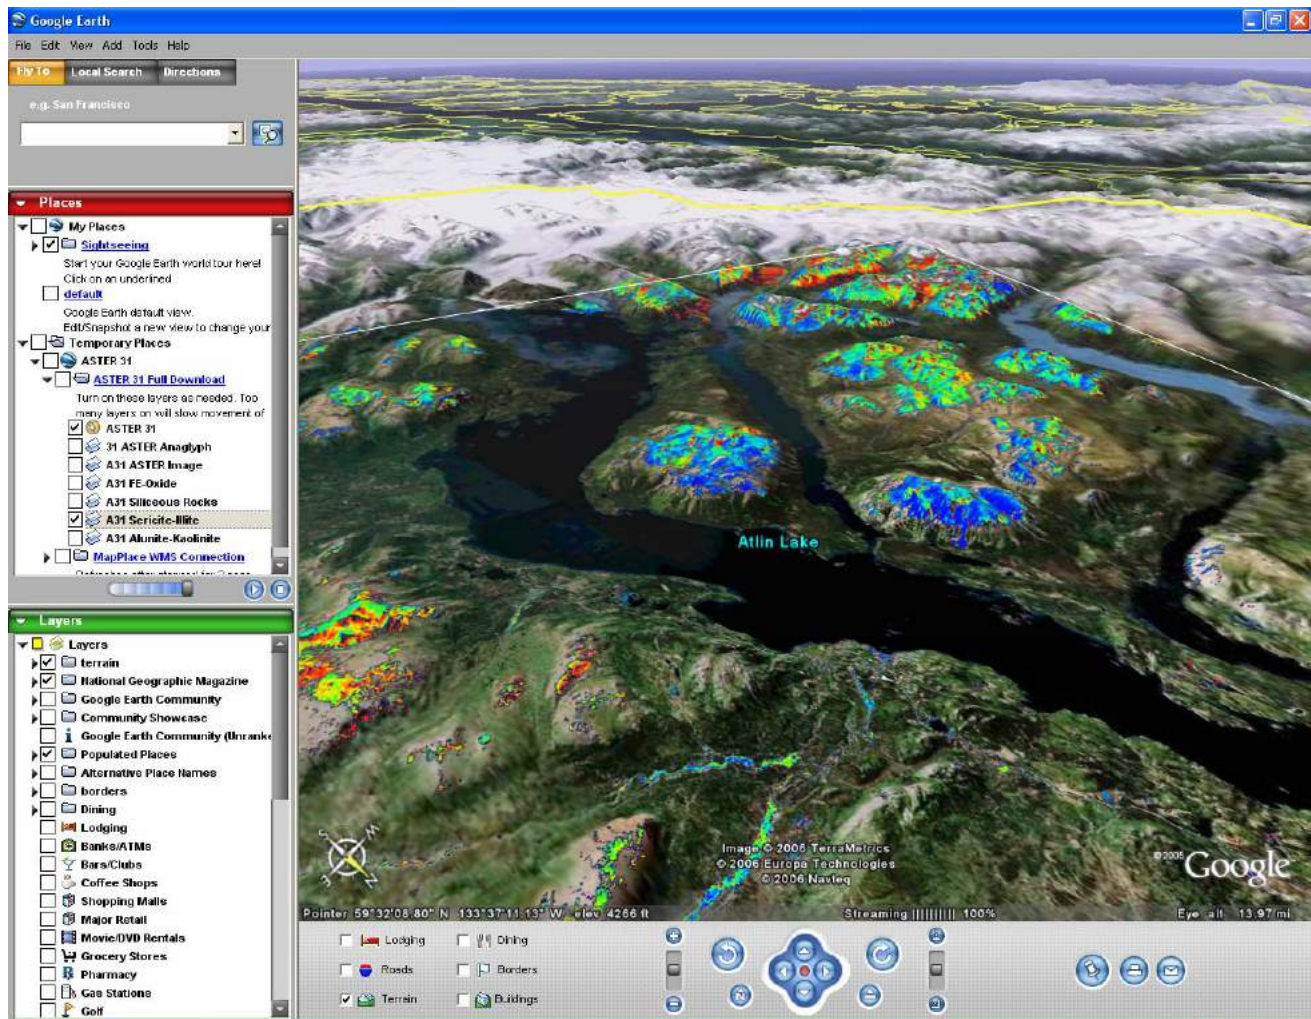 Google Earth
File Edit View Add Tools Help
Fly To Local Search Directions
e.g. San Francisco
Places
My Places
Sightseeing
Start your Google Earth world tour here!
Click on an underlined
default
Google Earth default view.
Edit/Snapshot a new view to change your
Temporary Places
ASTER 31
ASTER 31 Full Download
Turn on these layers as needed. Too
many layers on will slow movement of
ASTER 31
31 ASTER Anaglyph
A31 ASTER Image
A31 FE-Oxide
A31 Siliceous Rocks
A31 Sericite-Illite
A31 Alunite-Kaolinite
MapPlace WMS Connection
Layers
Layers
terrain
National Geographic Magazine
Google Earth Community
Community Showcase
Google Earth Community (Unranke
Populated Places
Alternative Place Names
borders
Dining
Lodging
Banks/ATMs
Bars/Clubs
Coffee Shops
Shopping Malls
Major Retail
Movie/DVD Rentals
Grocery Stores
Pharmacy
Gas Stations
Golf
Atlin Lake
S W E N
Image © 2006 TerraMetrics
© 2006 Europa Technologies
© 2006 Navteq
©2005 Google
Pointer 59°32'08.80" N 133°37'11.13" W elev 4266 ft Streaming |||||||||| 100% Eye alt 13.97 mi
Lodging Dining
Roads Borders
Terrain Buildings
N